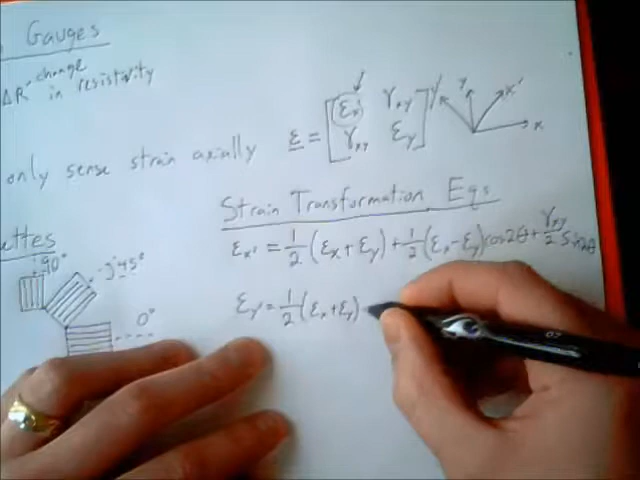 Gauges
ΔR change
in resistivity
ε = [εx γxy
γxy εy]
y' y x' x
only sense strain axially
Strain Transformation Eqs
εx' = 1/2 (εx + εy) + 1/2 (εx - εy) cos2θ + γxy/2 sin2θ
90°
45°
0°
εy' = 1/2 (εx + εy)